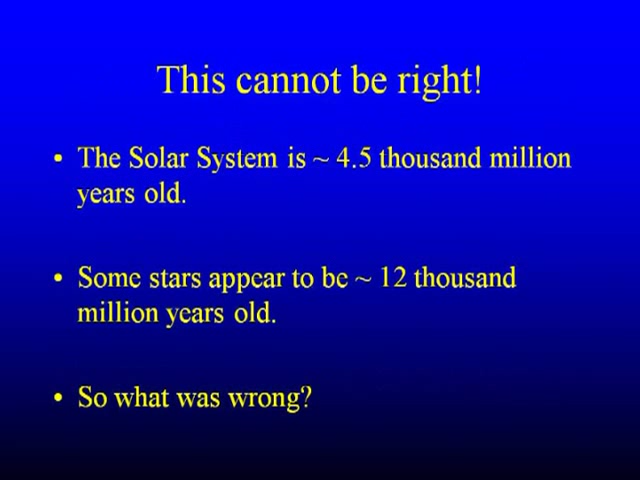 This cannot be right!
• The Solar System is ~ 4.5 thousand million
years old.
• Some stars appear to be ~ 12 thousand
million years old.
• So what was wrong?